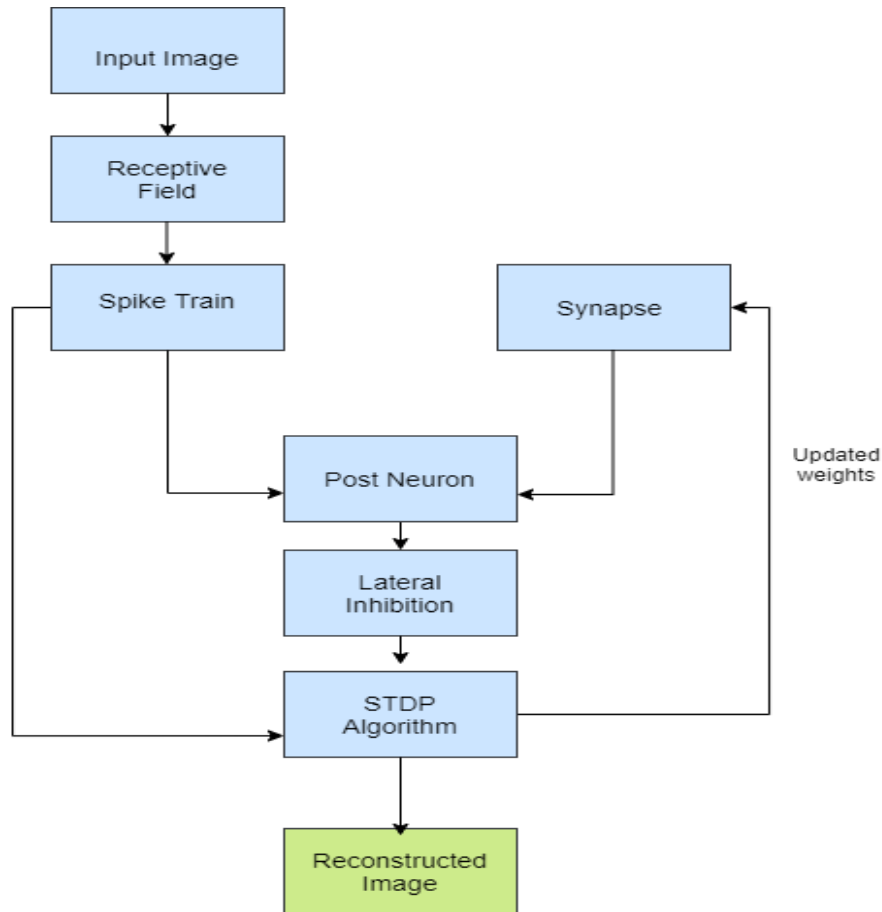 Input Image
Receptive
Field
Spike Train
Synapse
Post Neuron
Updated
weights
Lateral
Inhibition
STDP
Algorithm
Reconstructed
Image